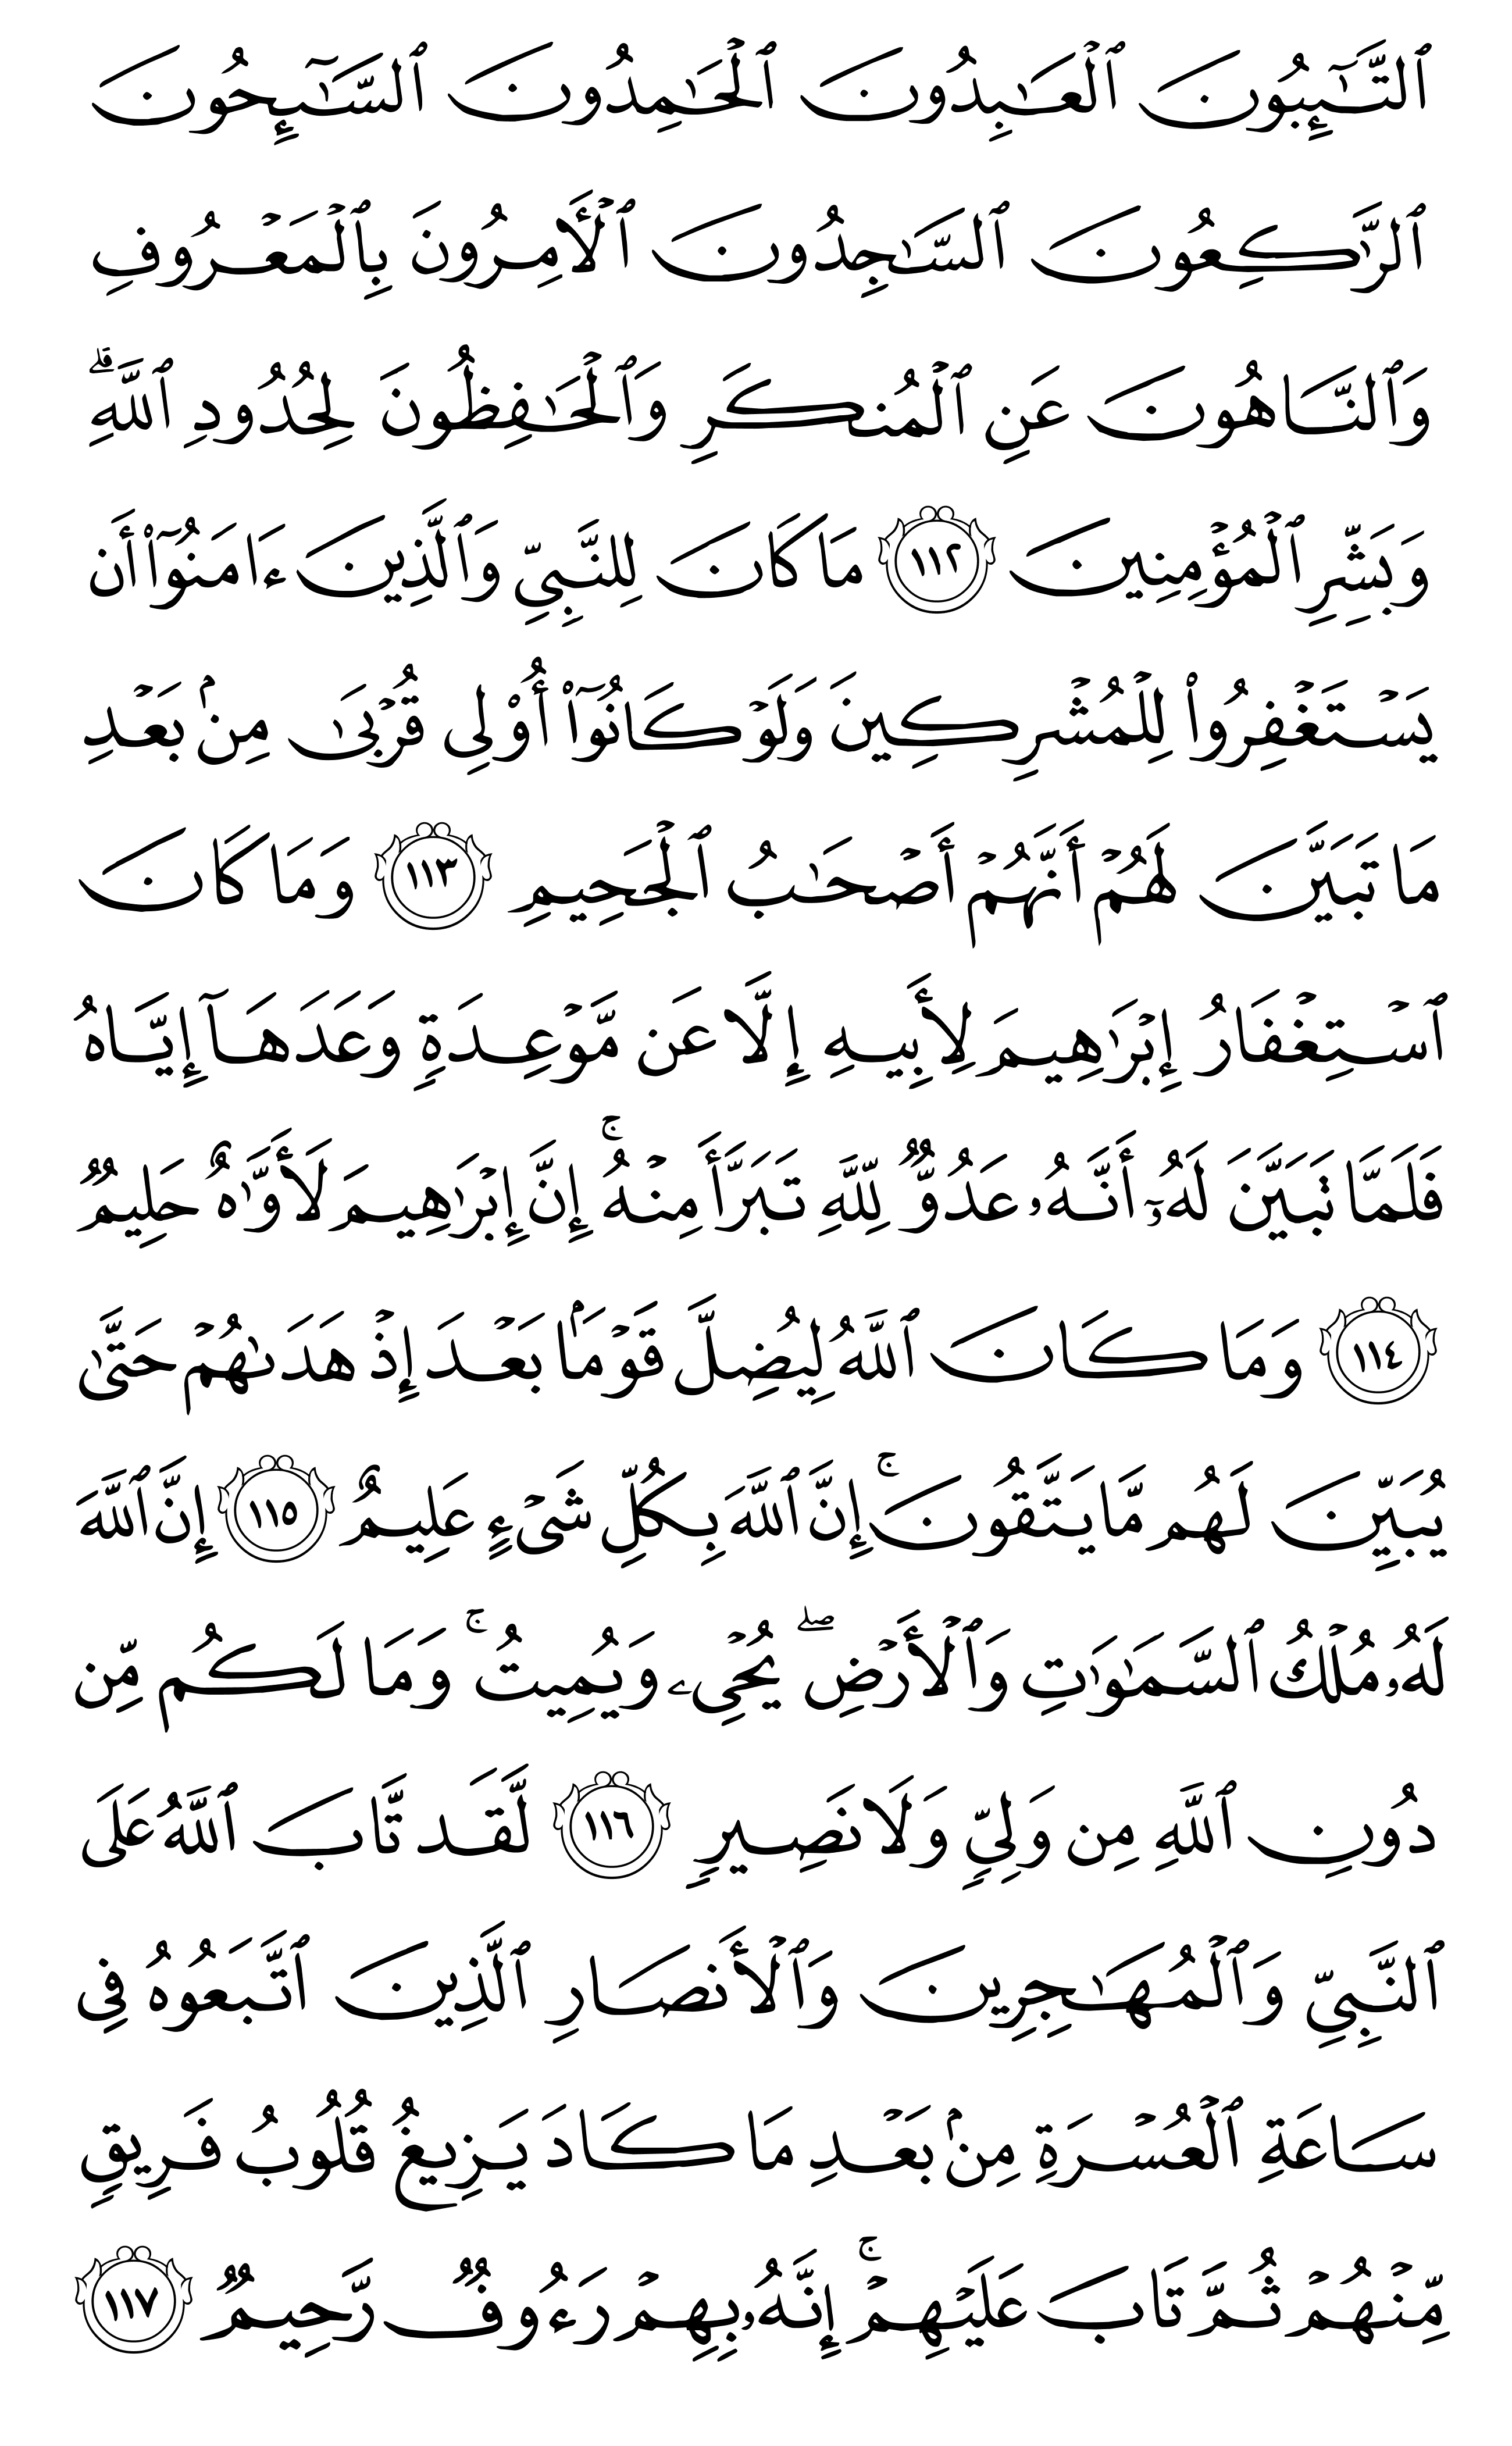 ٱلتَّٰٓئِبُونَ ٱلْعَٰبِدُونَ ٱلْحَٰمِدُونَ ٱلسَّٰٓئِحُونَ
ٱلرَّٰكِعُونَ ٱلسَّٰجِدُونَ ٱلْأٓمِرُونَ بِٱلْمَعْرُوفِ
وَٱلنَّاهُونَ عَنِ ٱلْمُنكَرِ وَٱلْحَٰفِظُونَ لِحُدُودِ ٱللَّهِۗ
وَبَشِّرِ ٱلْمُؤْمِنِينَ ١١٢ مَا كَانَ لِلنَّبِىِّ وَٱلَّذِينَ ءَامَنُوٓا۟ أَن
يَسْتَغْفِرُوا۟ لِلْمُشْرِكِينَ وَلَوْ كَانُوٓا۟ أُو۟لِى قُرْبَىٰ مِنۢ بَعْدِ
مَا تَبَيَّنَ لَهُمْ أَنَّهُمْ أَصْحَٰبُ ٱلْجَحِيمِ ١١٣ وَمَا كَانَ
ٱسْتِغْفَارُ إِبْرَٰهِيمَ لِأَبِيهِ إِلَّا عَن مَّوْعِدَةٍ وَعَدَهَآ إِيَّاهُ
فَلَمَّا تَبَيَّنَ لَهُۥٓ أَنَّهُۥ عَدُوٌّ لِّلَّهِ تَبَرَّأَ مِنْهُۚ إِنَّ إِبْرَٰهِيمَ لَأَوَّٰهٌ حَلِيمٌ
١١٤ وَمَا كَانَ ٱللَّهُ لِيُضِلَّ قَوْمَۢا بَعْدَ إِذْ هَدَىٰهُمْ حَتَّىٰ
يُبَيِّنَ لَهُم مَّا يَتَّقُونَۚ إِنَّ ٱللَّهَ بِكُلِّ شَىْءٍ عَلِيمٌ ١١٥ إِنَّ ٱللَّهَ
لَهُۥ مُلْكُ ٱلسَّمَٰوَٰتِ وَٱلْأَرْضِۖ يُحْىِۦ وَيُمِيتُۚ وَمَا لَكُم مِّن
دُونِ ٱللَّهِ مِن وَلِىٍّ وَلَا نَصِيرٍ ١١٦ لَّقَد تَّابَ ٱللَّهُ عَلَى
ٱلنَّبِىِّ وَٱلْمُهَٰجِرِينَ وَٱلْأَنصَارِ ٱلَّذِينَ ٱتَّبَعُوهُ فِى
سَاعَةِ ٱلْعُسْرَةِ مِنۢ بَعْدِ مَا كَادَ يَزِيغُ قُلُوبُ فَرِيقٍ
مِّنْهُمْ ثُمَّ تَابَ عَلَيْهِمْۚ إِنَّهُۥ بِهِمْ رَءُوفٌ رَّحِيمٌ ١١٧